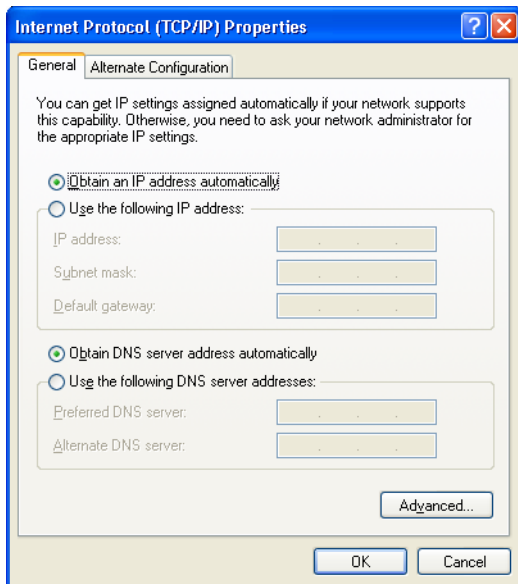 Internet Protocol (TCP/IP) Properties
General
Alternate Configuration
You can get IP settings assigned automatically if your network supports
this capability. Otherwise, you need to ask your network administrator for
the appropriate IP settings.
Obtain an IP address automatically
Use the following IP address:
IP address:
Subnet mask:
Default gateway:
Obtain DNS server address automatically
Use the following DNS server addresses:
Preferred DNS server:
Alternate DNS server:
Advanced...
OK
Cancel